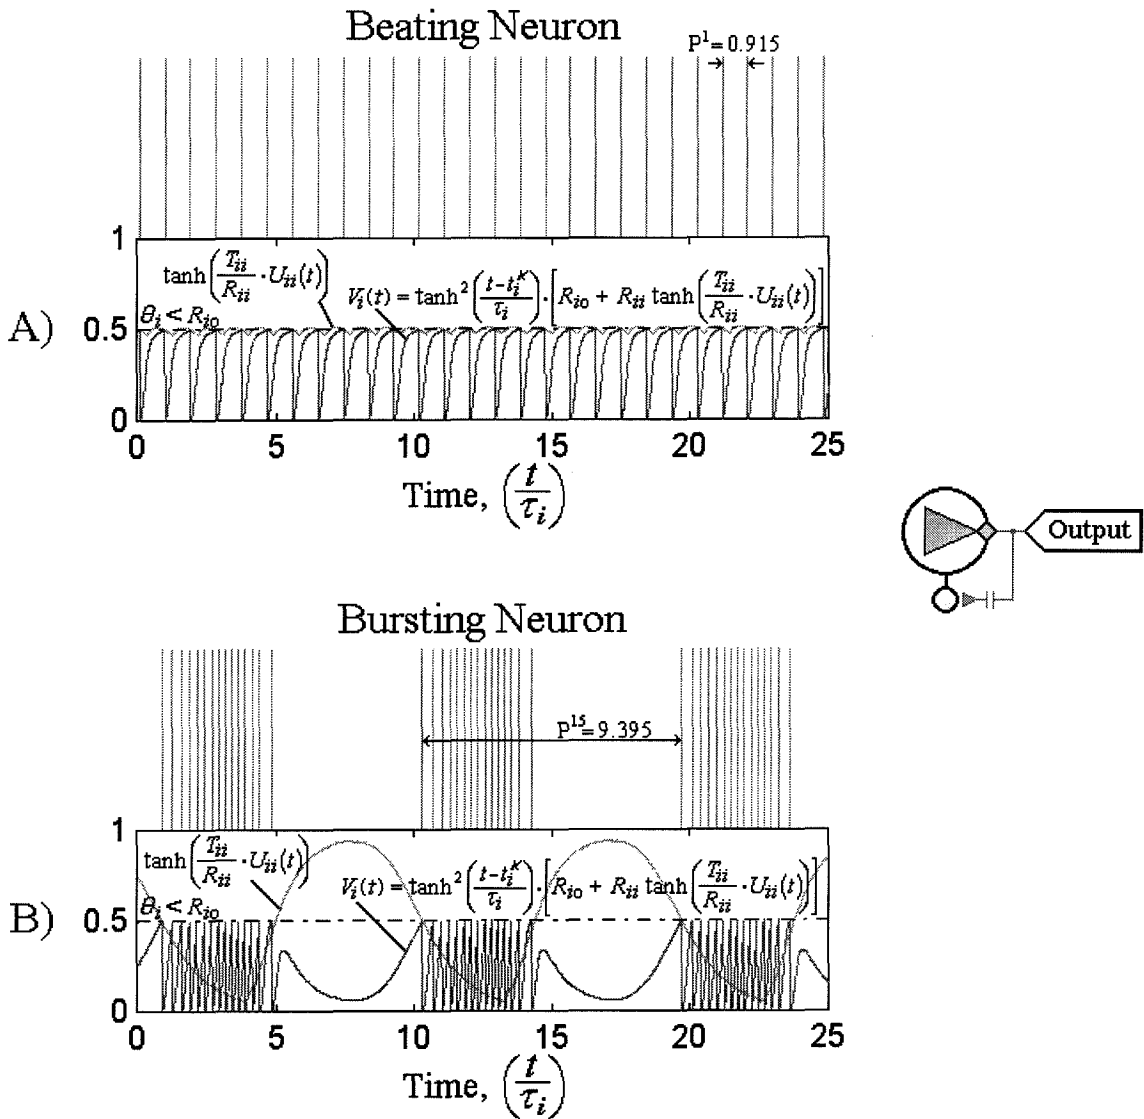 Beating Neuron
P¹=0.915
1
tanh(T_ii/R_ii · U_ii(t))
V_i(t) = tanh²((t-t_i^K)/τ_i) · [R_io + R_ii tanh(T_ii/R_ii · U_ii(t))]
θ_i < R_io
A)
0.5
0
0 5 10 15 20 25
Time, (t/τ_i)
Output
Bursting Neuron
P¹⁵=9.395
1
tanh(T_ii/R_ii · U_ii(t))
V_i(t) = tanh²((t-t_i^K)/τ_i) · [R_io + R_ii tanh(T_ii/R_ii · U_ii(t))]
θ_i < R_io
B)
0.5
0
0 5 10 15 20 25
Time, (t/τ_i)